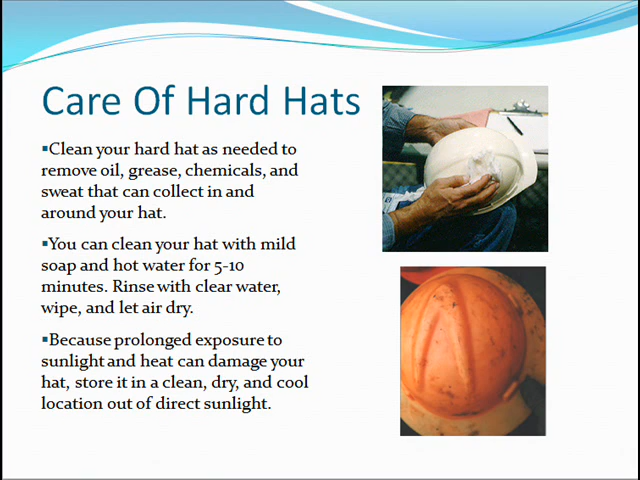 Care Of Hard Hats
▪Clean your hard hat as needed to
remove oil, grease, chemicals, and
sweat that can collect in and
around your hat.
▪You can clean your hat with mild
soap and hot water for 5-10
minutes. Rinse with clear water,
wipe, and let air dry.
▪Because prolonged exposure to
sunlight and heat can damage your
hat, store it in a clean, dry, and cool
location out of direct sunlight.